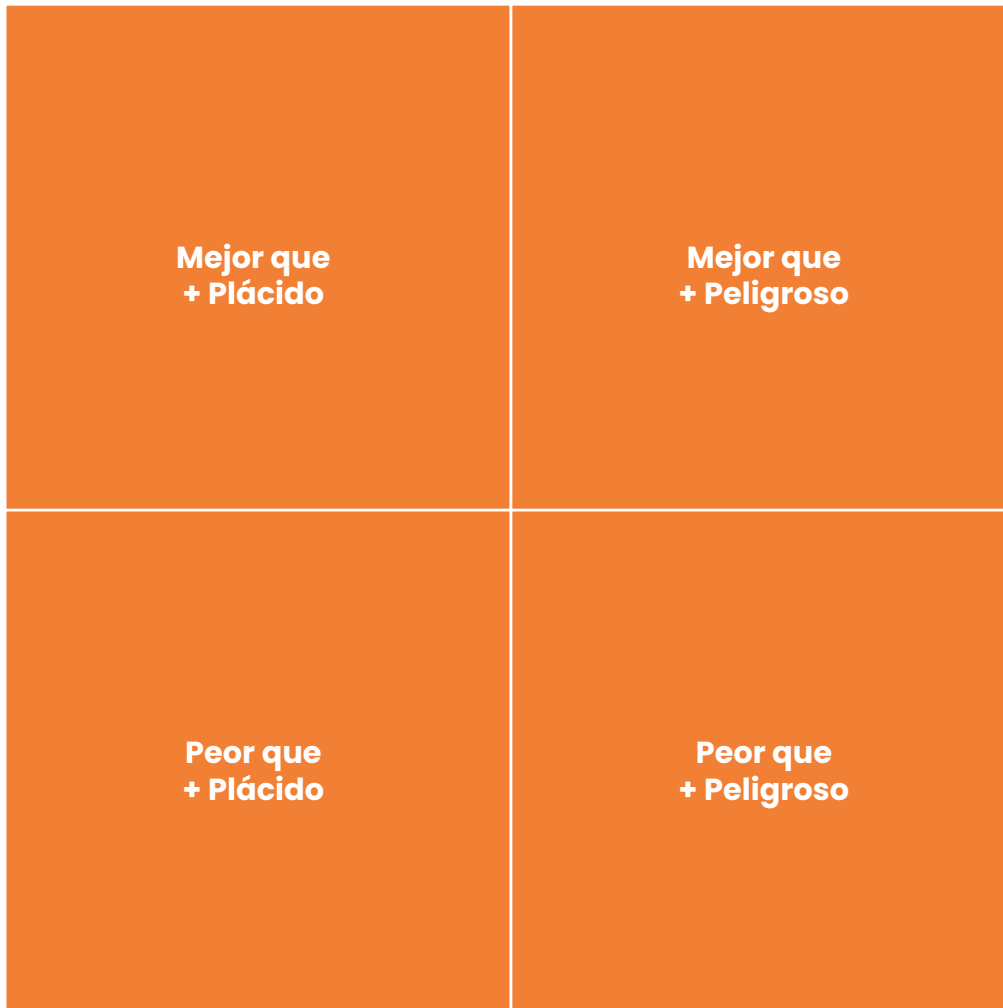 Mejor que
+ Plácido
Mejor que
+ Peligroso
Peor que
+ Plácido
Peor que
+ Peligroso